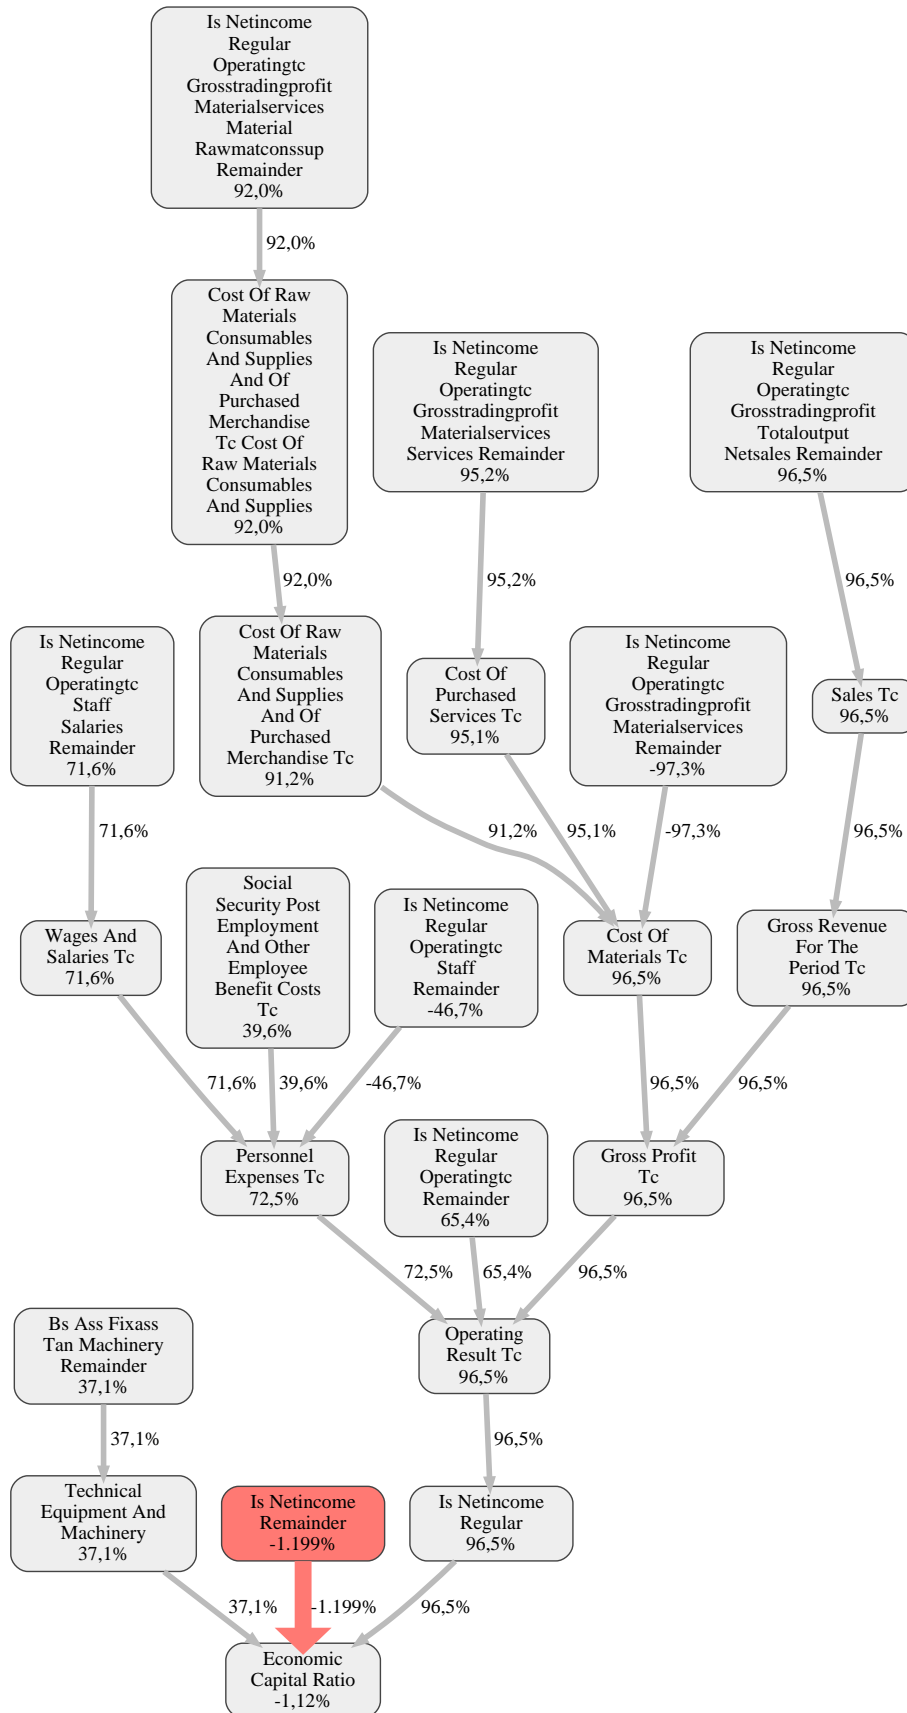 Is Netincome
Regular
Operatingtc
Grosstradingprofit
Materialservices
Material
Rawmatconssup
Remainder
92,0%
92,0%
Cost Of Raw
Materials
Consumables
And Supplies
And Of
Purchased
Merchandise
Tc Cost Of
Raw Materials
Consumables
And Supplies
92,0%
Is Netincome
Regular
Operatingtc
Grosstradingprofit
Materialservices
Services Remainder
95,2%
Is Netincome
Regular
Operatingtc
Grosstradingprofit
Totaloutput
Netsales Remainder
96,5%
92,0%
95,2%
96,5%
Is Netincome
Regular
Operatingtc
Staff
Salaries
Remainder
71,6%
Cost Of Raw
Materials
Consumables
And Supplies
And Of
Purchased
Merchandise Tc
91,2%
Cost Of
Purchased
Services Tc
95,1%
Is Netincome
Regular
Operatingtc
Grosstradingprofit
Materialservices
Remainder
-97,3%
Sales Tc
96,5%
71,6%
91,2%
95,1%
-97,3%
96,5%
Wages And
Salaries Tc
71,6%
Social
Security Post
Employment
And Other
Employee
Benefit Costs
Tc
39,6%
Is Netincome
Regular
Operatingtc
Staff
Remainder
-46,7%
Cost Of
Materials Tc
96,5%
Gross Revenue
For The
Period Tc
96,5%
71,6%
39,6%
-46,7%
96,5%
96,5%
Personnel
Expenses Tc
72,5%
Is Netincome
Regular
Operatingtc
Remainder
65,4%
Gross Profit
Tc
96,5%
72,5%
65,4%
96,5%
Bs Ass Fixass
Tan Machinery
Remainder
37,1%
Operating
Result Tc
96,5%
37,1%
96,5%
Technical
Equipment And
Machinery
37,1%
Is Netincome
Remainder
-1.199%
Is Netincome
Regular
96,5%
37,1%
-1.199%
96,5%
Economic
Capital Ratio
-1,12%